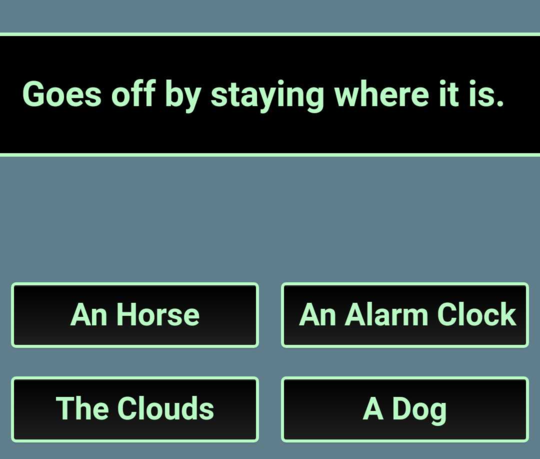 Goes off by staying where it is.
An Horse
An Alarm Clock
The Clouds
A Dog